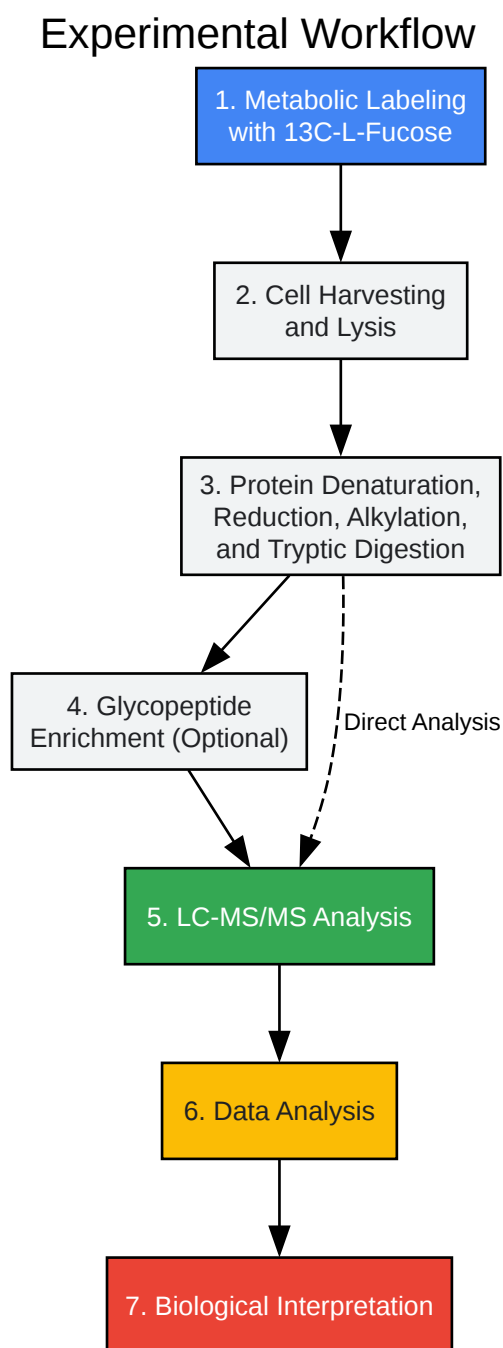 Experimental Workflow
1. Metabolic Labeling
with 13C-L-Fucose
2. Cell Harvesting
and Lysis
3. Protein Denaturation,
Reduction, Alkylation,
and Tryptic Digestion
4. Glycopeptide
Enrichment (Optional)
Direct Analysis
5. LC-MS/MS Analysis
6. Data Analysis
7. Biological Interpretation